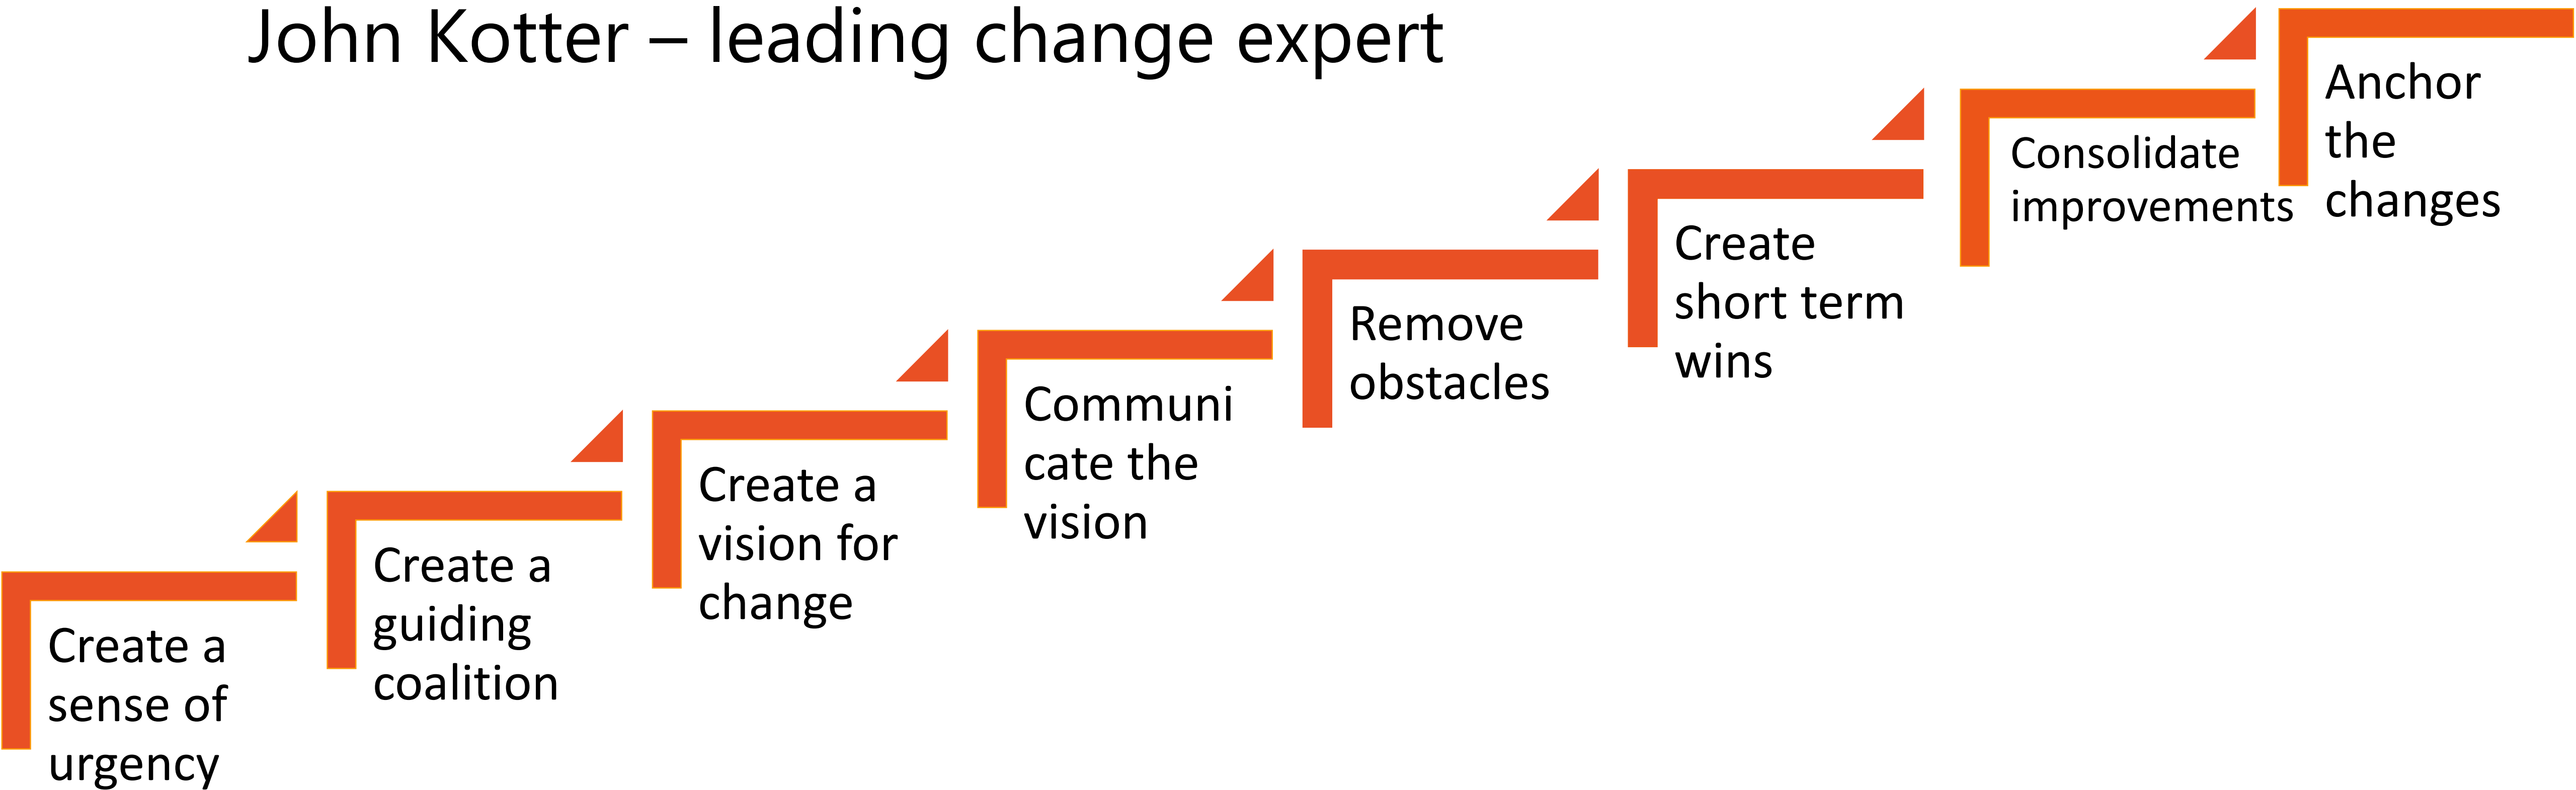 John Kotter – leading change expert
Create a
sense of
urgency
Create a
guiding
coalition
Create a
vision for
change
Communi
cate the
vision
Remove
obstacles
Create
short term
wins
Consolidate
improvements
Anchor
the
changes